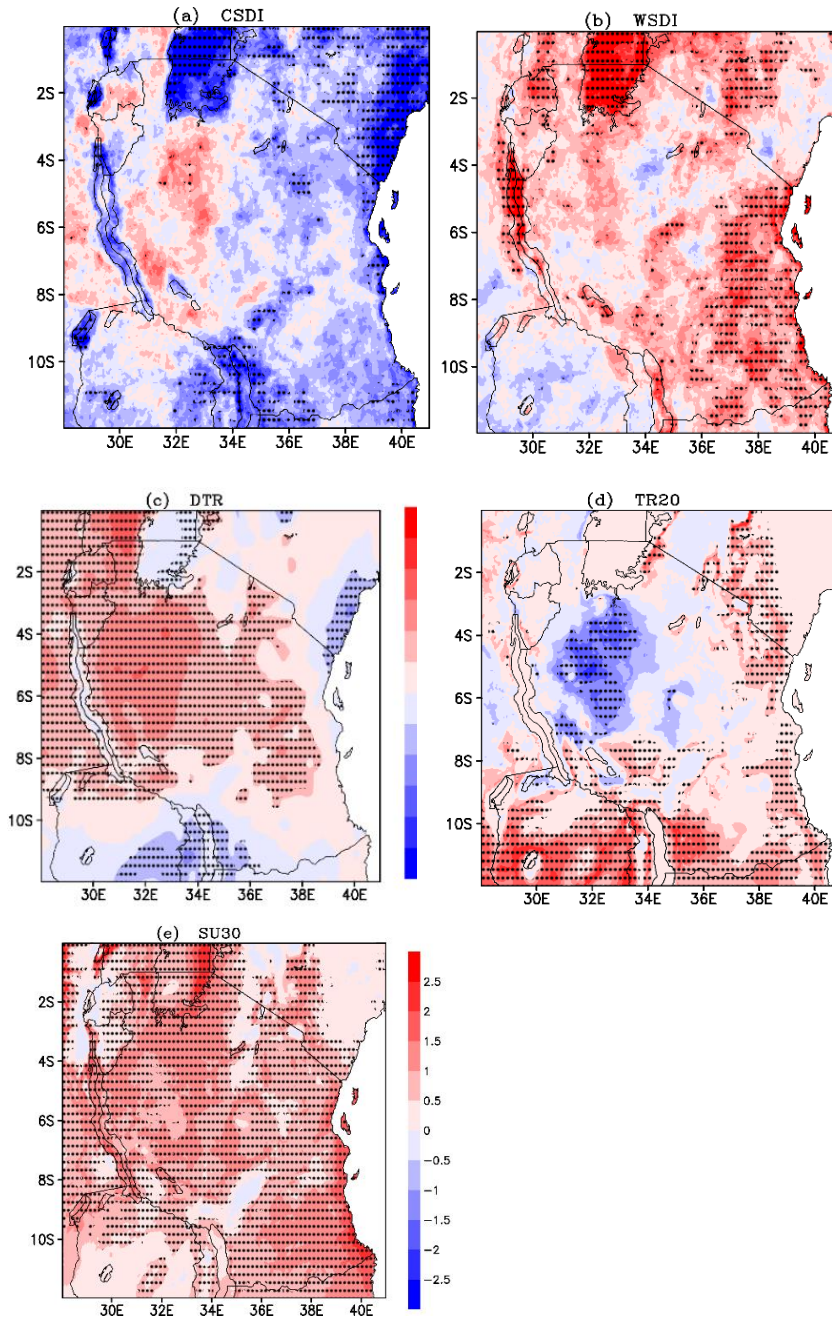 (a) CSDI
2S
4S
6S
8S
10S
30E 32E 34E 36E 38E 40E
(b) WSDI
2S
4S
6S
8S
10S
30E 32E 34E 36E 38E 40E
(c) DTR
2S
4S
6S
8S
10S
30E 32E 34E 36E 38E 40E
(d) TR20
2S
4S
6S
8S
10S
30E 32E 34E 36E 38E 40E
(e) SU30
2S
4S
6S
8S
10S
30E 32E 34E 36E 38E 40E
2.5
2
1.5
1
0.5
0
-0.5
-1
-1.5
-2
-2.5